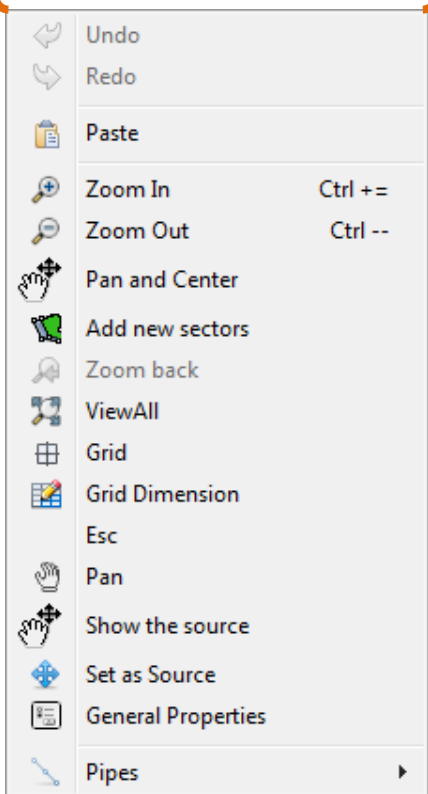 Undo
Redo
Paste
Zoom In Ctrl +=
Zoom Out Ctrl --
Pan and Center
Add new sectors
Zoom back
ViewAll
Grid
Grid Dimension
Esc
Pan
Show the source
Set as Source
General Properties
Pipes